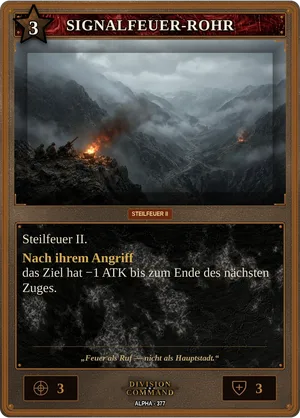 3
SIGNALFEUER-ROHR
STEILFEUER II
Steilfeuer II.
Nach ihrem Angriff
das Ziel hat −1 ATK bis zum Ende des nächsten
Zuges.
„Feuer als Ruf — nicht als Hauptstadt.“
3
DIVISION
COMMAND
3
ALPHA · 377